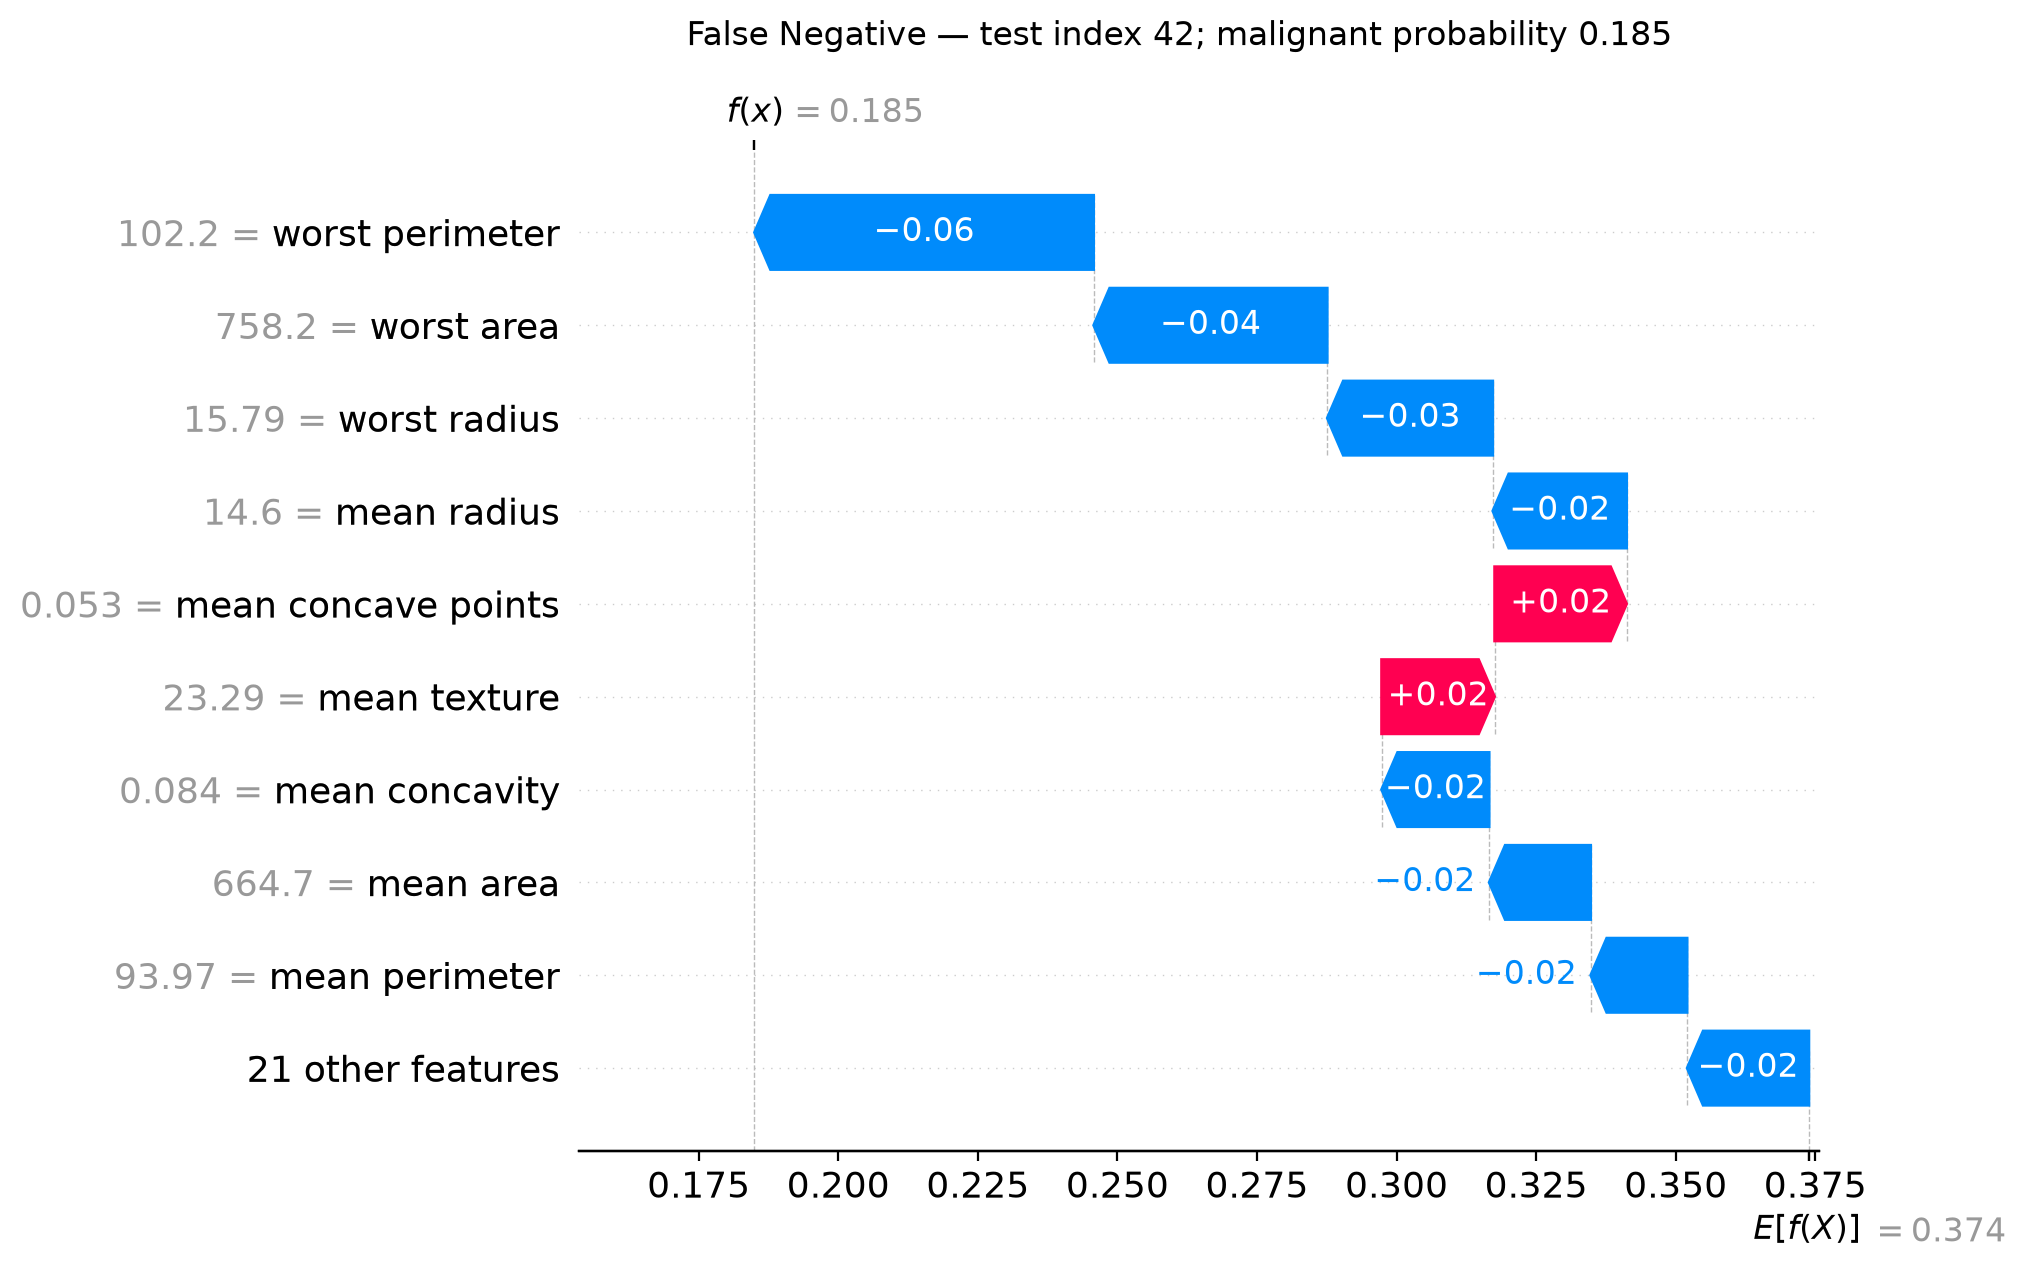 False Negative — test index 42; malignant probability 0.185
f(x) = 0.185
102.2 = worst perimeter −0.06
758.2 = worst area −0.04
15.79 = worst radius −0.03
14.6 = mean radius −0.02
0.053 = mean concave points +0.02
23.29 = mean texture +0.02
0.084 = mean concavity −0.02
664.7 = mean area −0.02
93.97 = mean perimeter −0.02
21 other features −0.02
0.175 0.200 0.225 0.250 0.275 0.300 0.325 0.350 0.375
E[f(X)] = 0.374